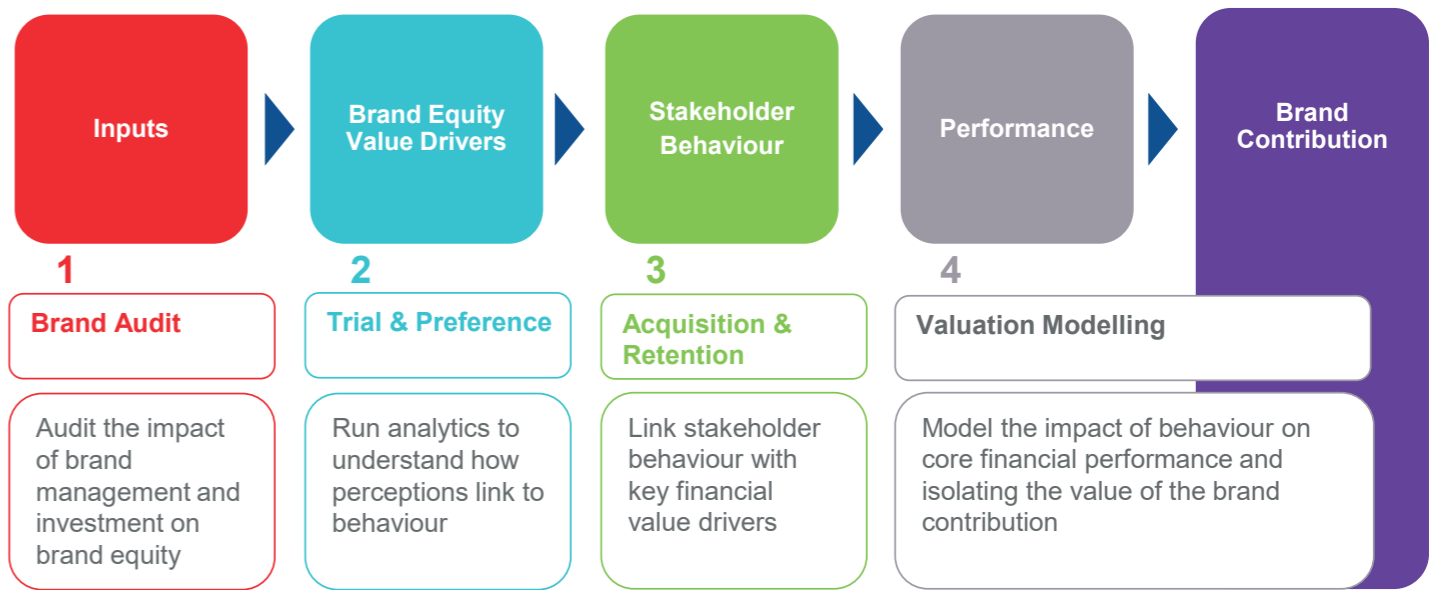 Inputs
Brand Equity
Value Drivers
Stakeholder
Behaviour
Performance
Brand
Contribution
1
Brand Audit
Audit the impact
of brand
management and
investment on
brand equity
2
Trial & Preference
Run analytics to
understand how
perceptions link to
behaviour
3
Acquisition &
Retention
Link stakeholder
behaviour with
key financial
value drivers
4
Valuation Modelling
Model the impact of behaviour on
core financial performance and
isolating the value of the brand
contribution